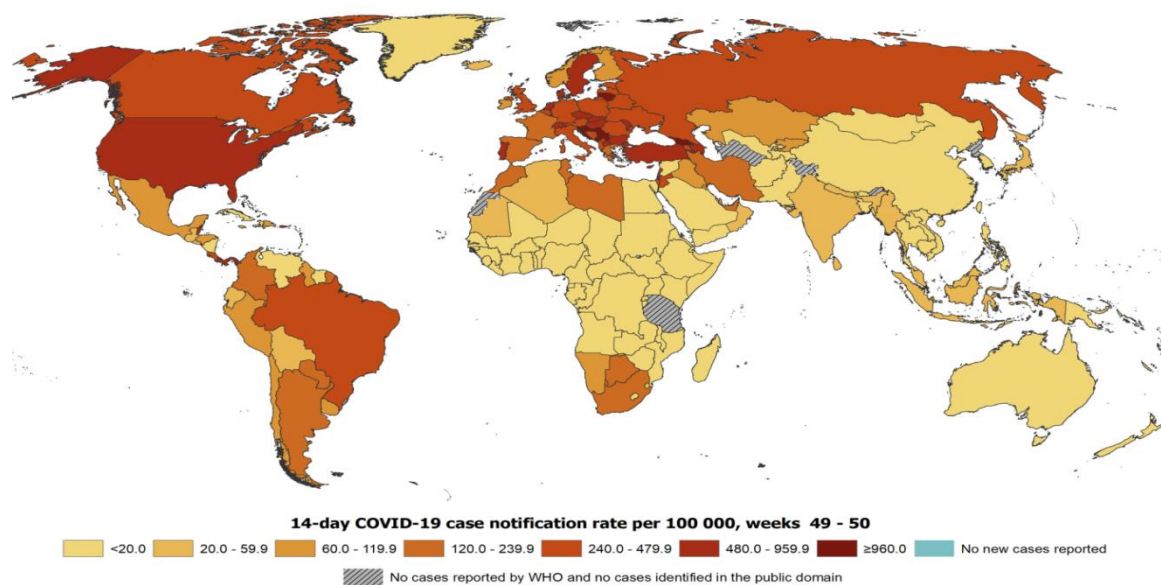 14-day COVID-19 case notification rate per 100 000, weeks 49 - 50
<20.0 20.0 - 59.9 60.0 - 119.9 120.0 - 239.9 240.0 - 479.9 480.0 - 959.9 ≥960.0 No new cases reported
No cases reported by WHO and no cases identified in the public domain